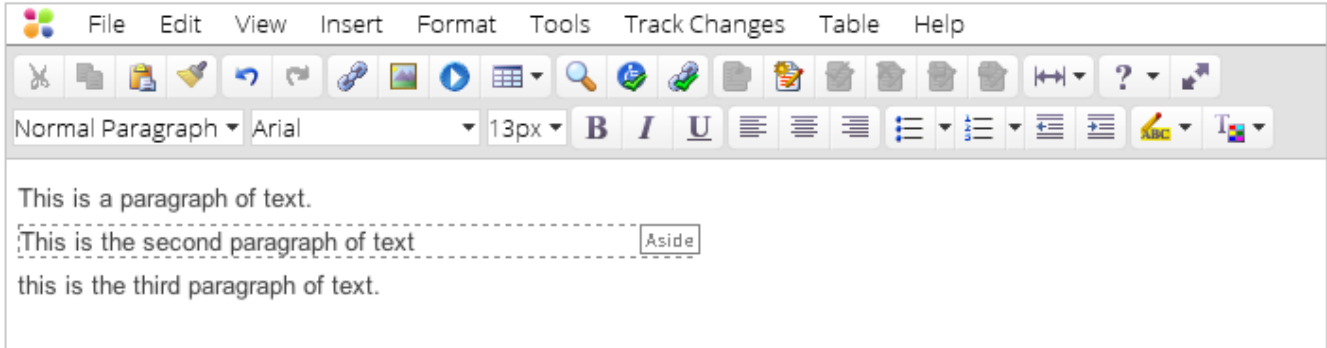 File Edit View Insert Format Tools Track Changes Table Help
Normal Paragraph Arial 13px B I U ABC T
This is a paragraph of text.
This is the second paragraph of text Aside
this is the third paragraph of text.